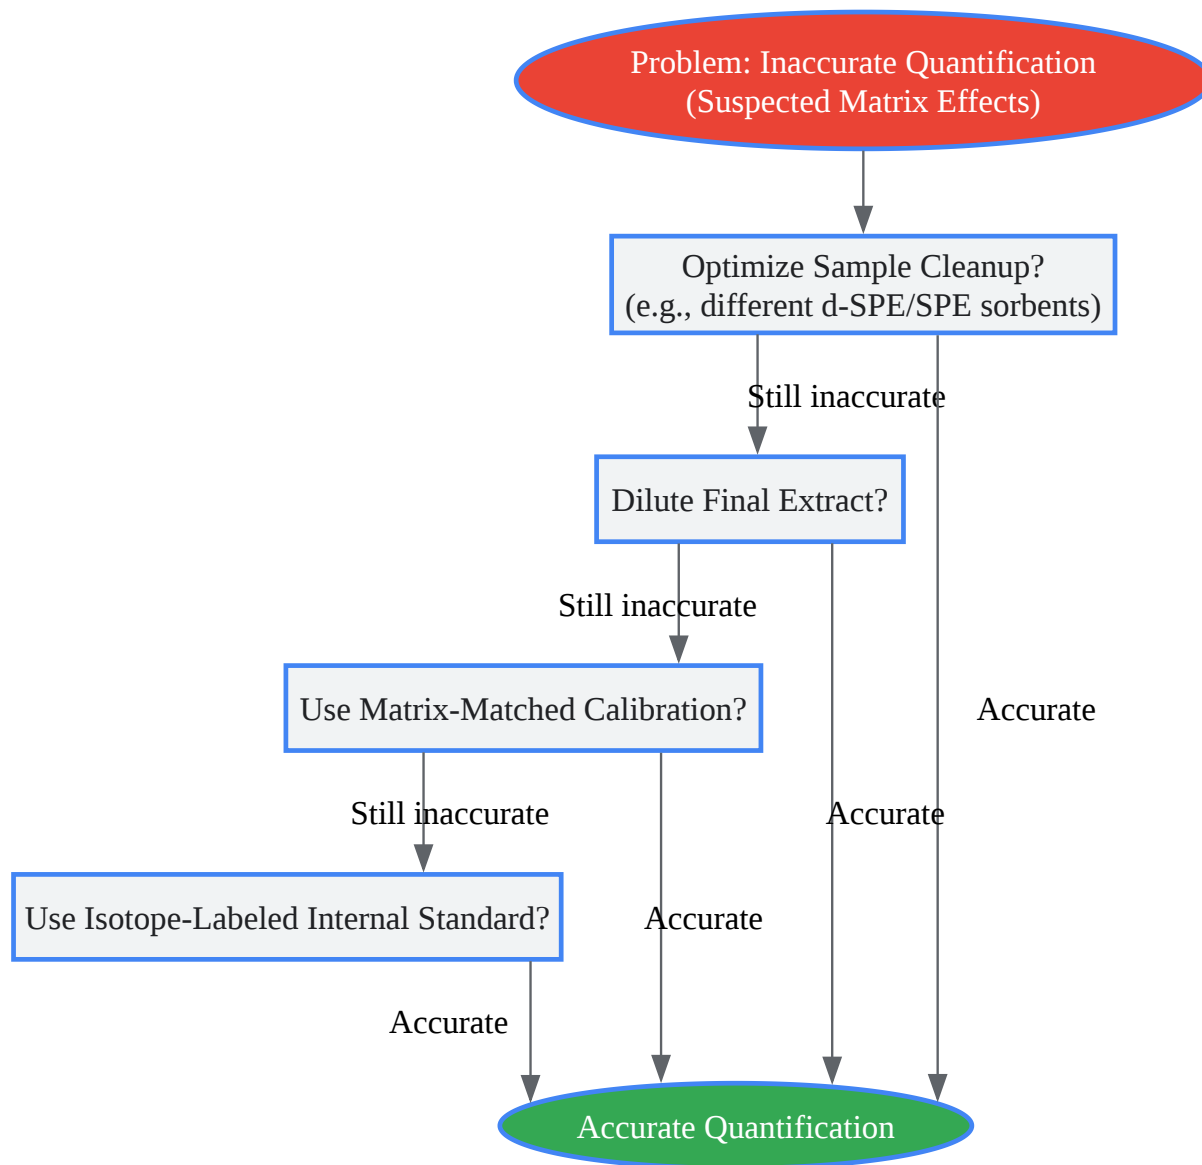 Problem: Inaccurate Quantification
(Suspected Matrix Effects)
Optimize Sample Cleanup?
(e.g., different d-SPE/SPE sorbents)
Still inaccurate
Dilute Final Extract?
Still inaccurate
Use Matrix-Matched Calibration?
Accurate
Still inaccurate
Accurate
Use Isotope-Labeled Internal Standard?
Accurate
Accurate
Accurate Quantification